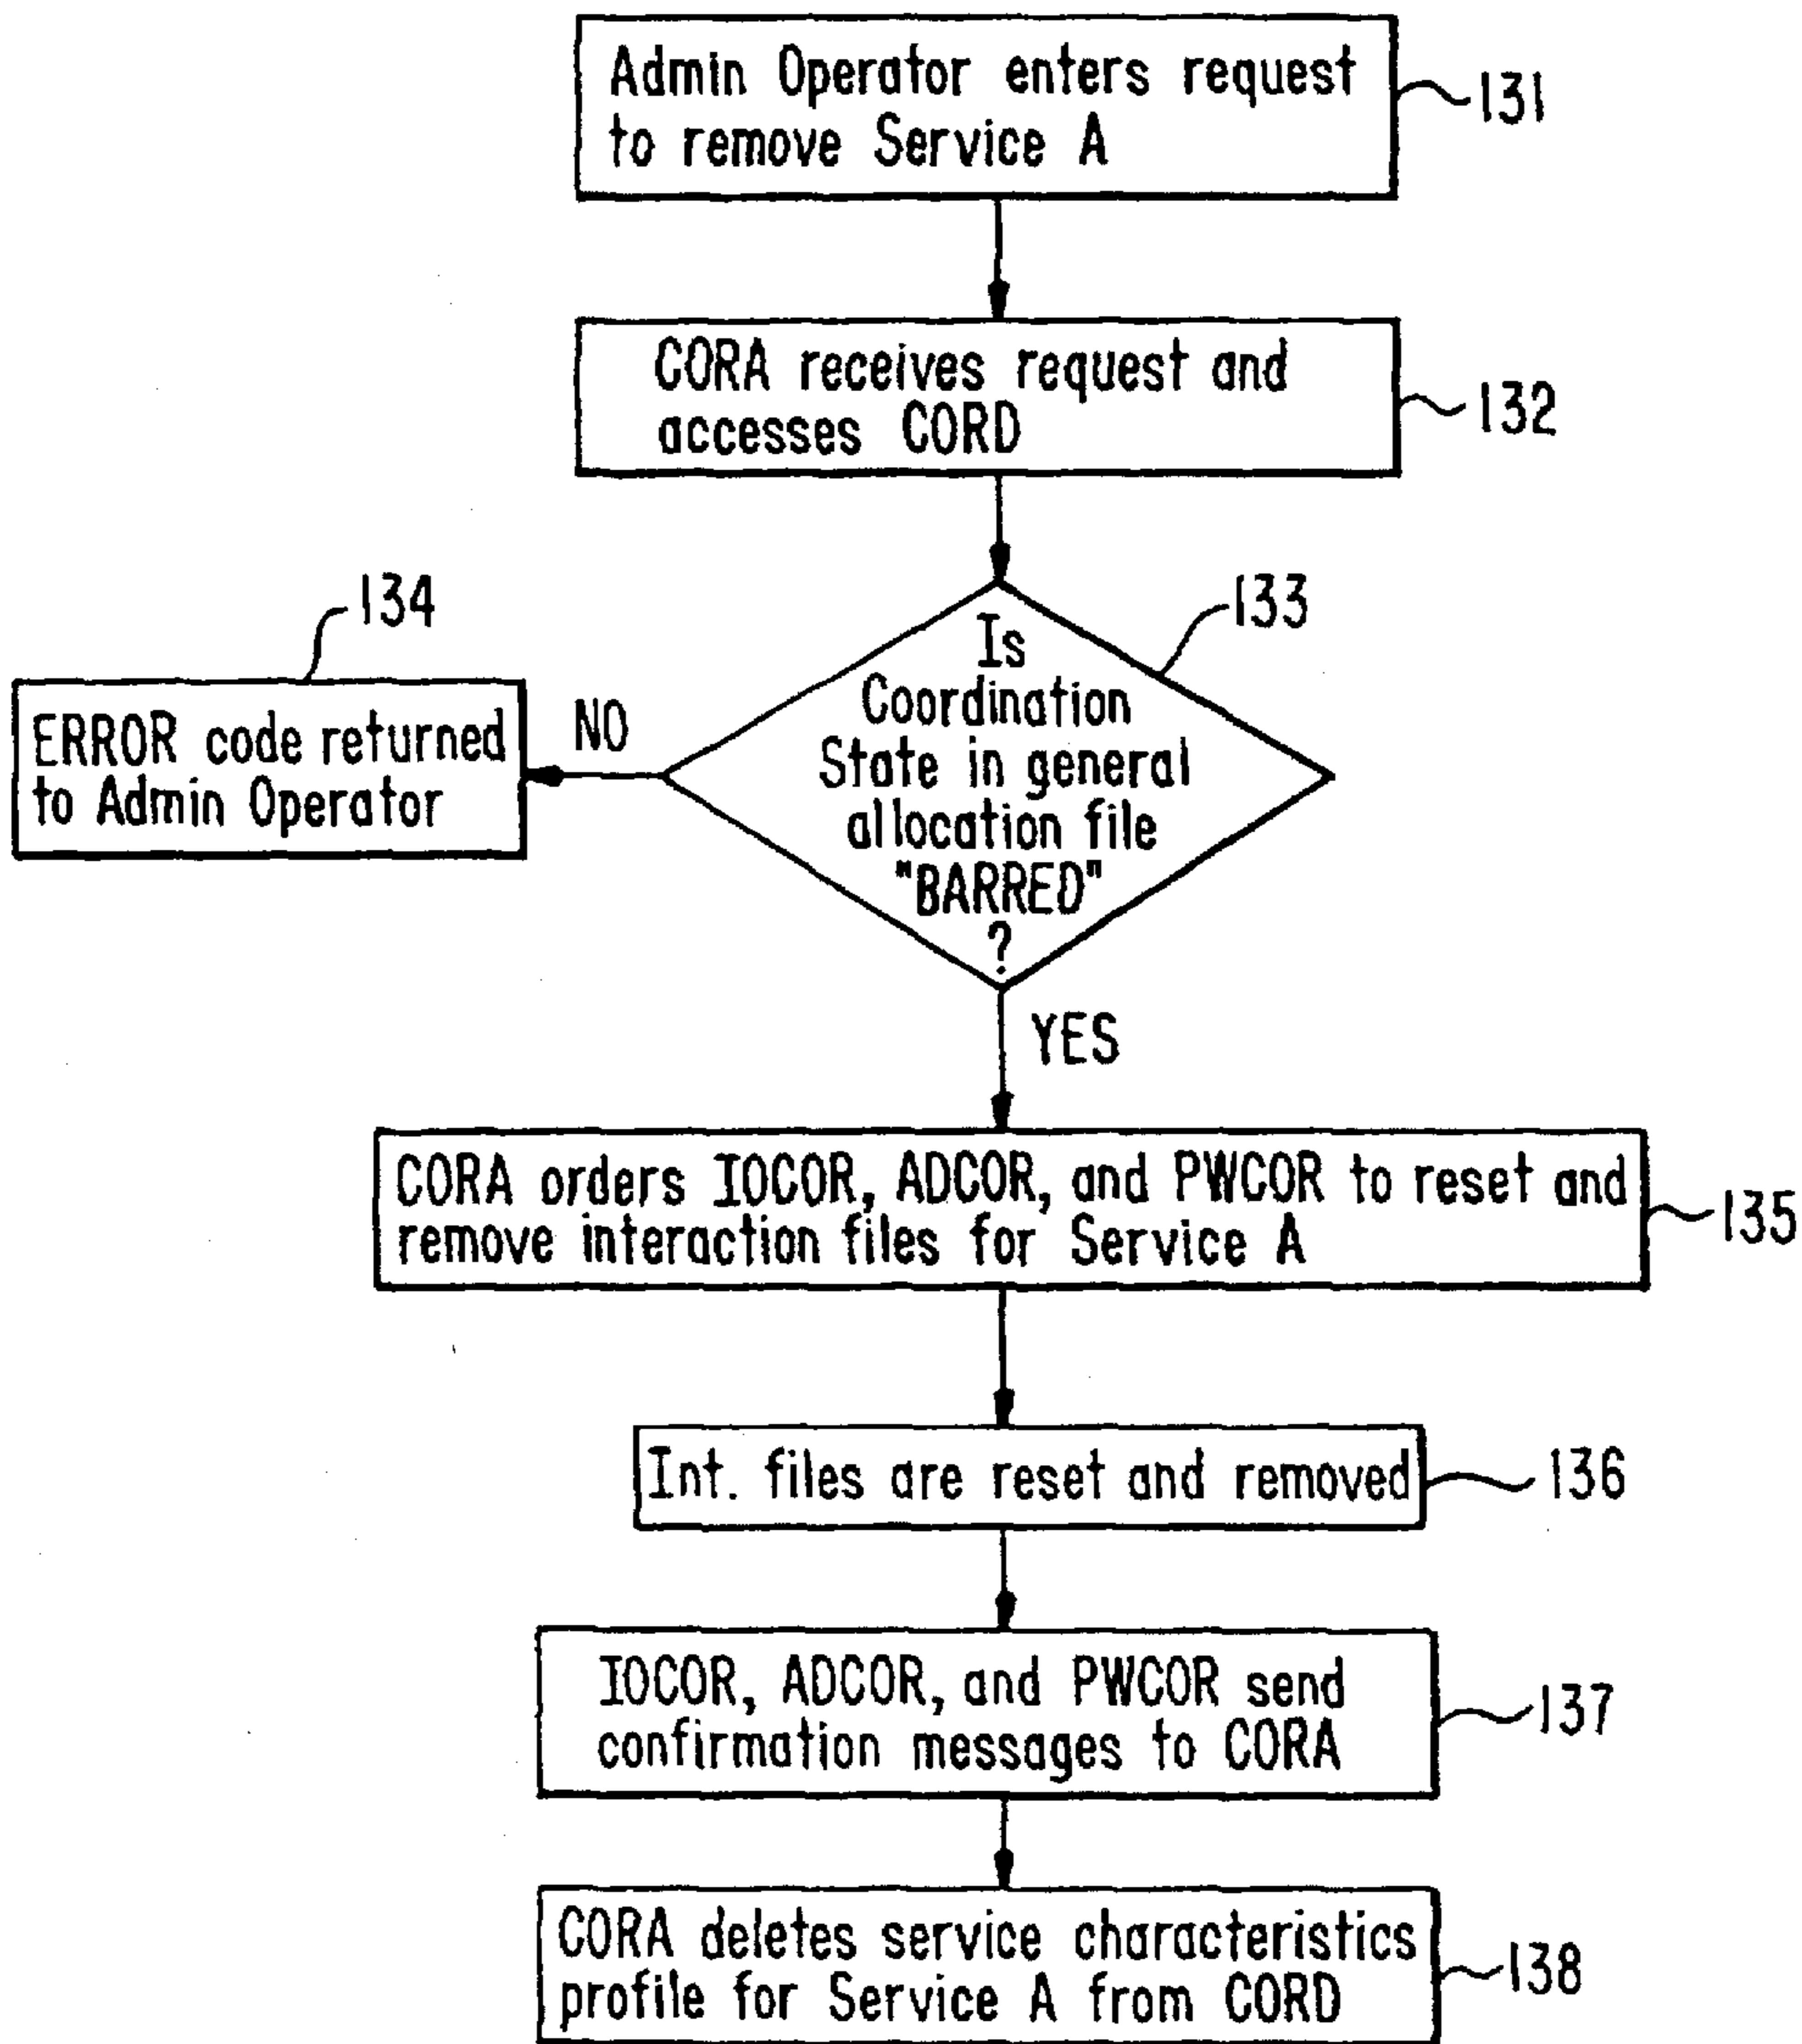 Admin Operator enters request
to remove Service A
131
CORA receives request and
accesses CORD
132
133
Is
Coordination
State in general
allocation file
"BARRED"
?
134
NO
ERROR code returned
to Admin Operator
YES
CORA orders IOCOR, ADCOR, and PWCOR to reset and
remove interaction files for Service A
135
Int. files are reset and removed
136
IOCOR, ADCOR, and PWCOR send
confirmation messages to CORA
137
CORA deletes service characteristics
profile for Service A from CORD
138